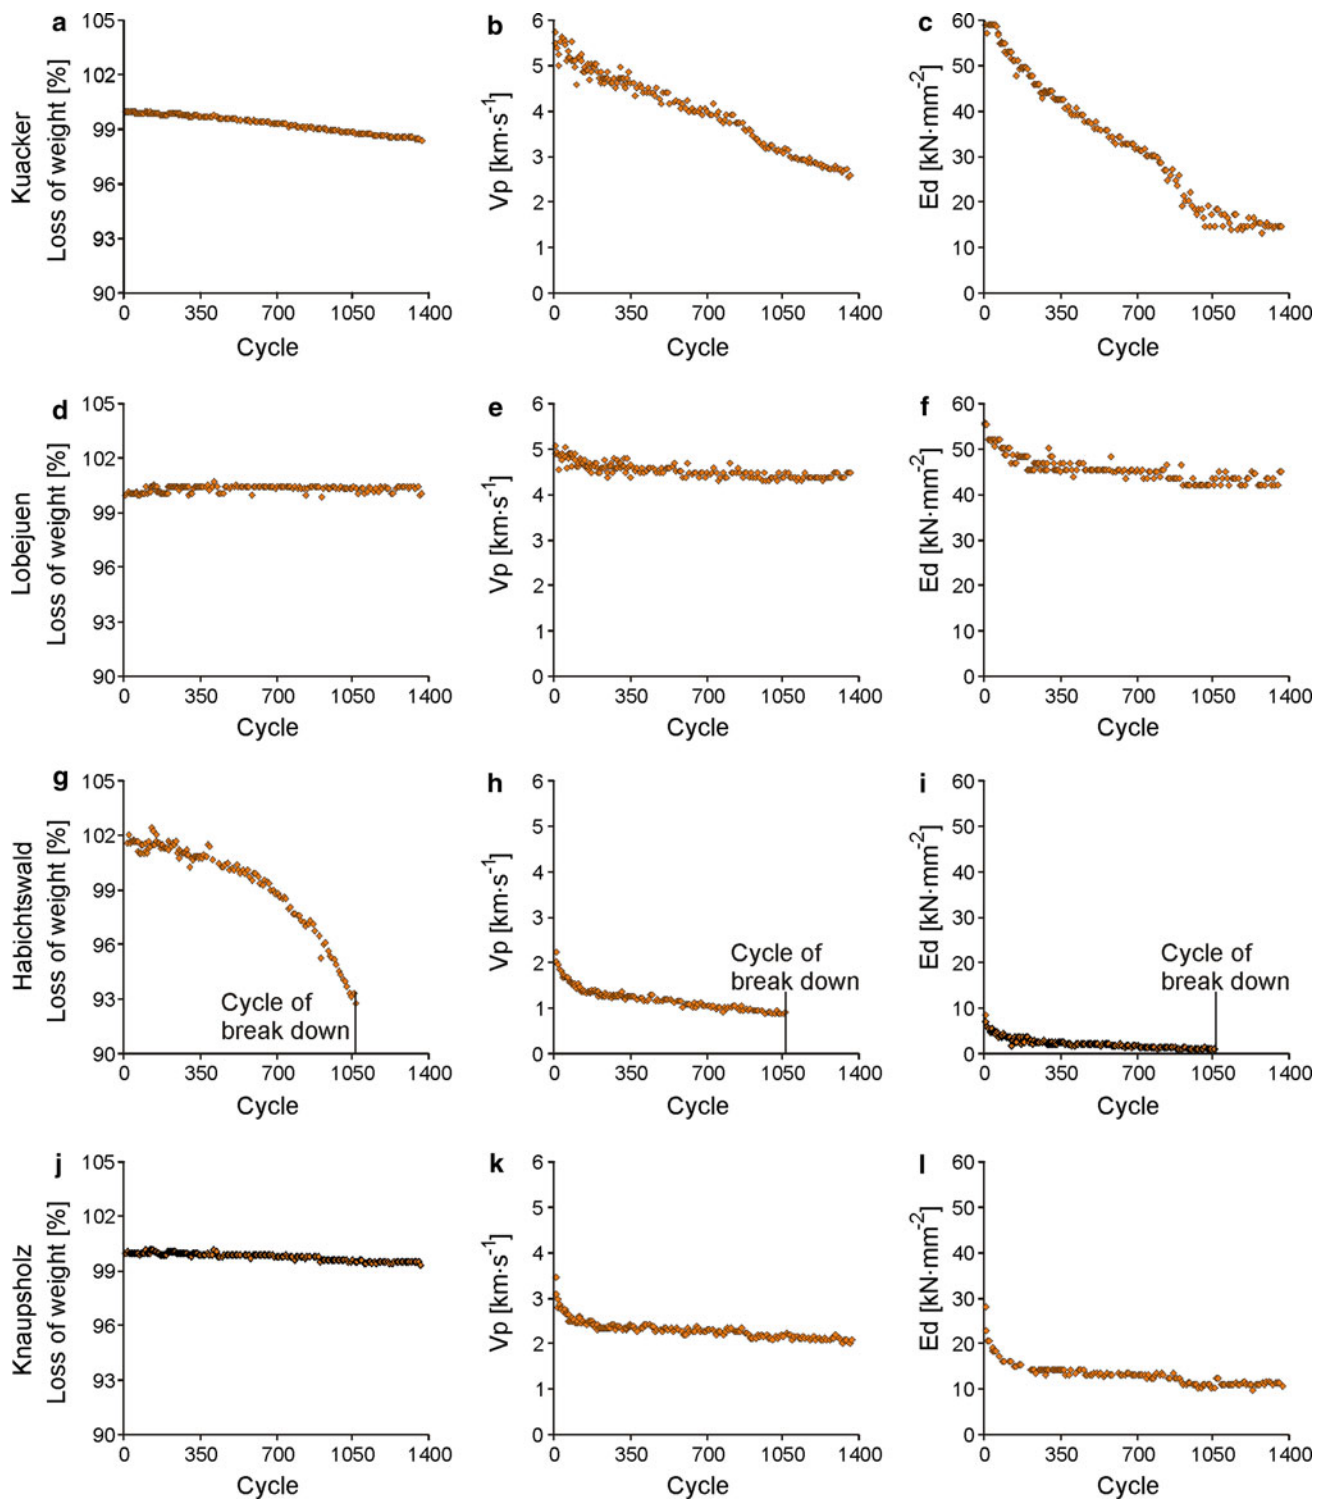 a
105
102
99
96
93
90
0 350 700 1050 1400
Cycle
Kuacker
Loss of weight [%]
b
6
5
4
3
2
1
0
0 350 700 1050 1400
Cycle
Vp [km·s-1]
c
60
50
40
30
20
10
0
0 350 700 1050 1400
Cycle
Ed [kN·mm-2]
d
105
102
99
96
93
90
0 350 700 1050 1400
Cycle
Lobejuen
Loss of weight [%]
e
6
5
4
3
2
1
0
0 350 700 1050 1400
Cycle
Vp [km·s-1]
f
60
50
40
30
20
10
0
0 350 700 1050 1400
Cycle
Ed [kN·mm-2]
g
105
102
99
96
93
90
0 350 700 1050 1400
Cycle
Habichtswald
Loss of weight [%]
Cycle of
break down
h
6
5
4
3
2
1
0
0 350 700 1050 1400
Cycle
Vp [km·s-1]
Cycle of
break down
i
60
50
40
30
20
10
0
0 350 700 1050 1400
Cycle
Ed [kN·mm-2]
Cycle of
break down
j
105
102
99
96
93
90
0 350 700 1050 1400
Cycle
Knaupsholz
Loss of weight [%]
k
6
5
4
3
2
1
0
0 350 700 1050 1400
Cycle
Vp [km·s-1]
l
60
50
40
30
20
10
0
0 350 700 1050 1400
Cycle
Ed [kN·mm-2]